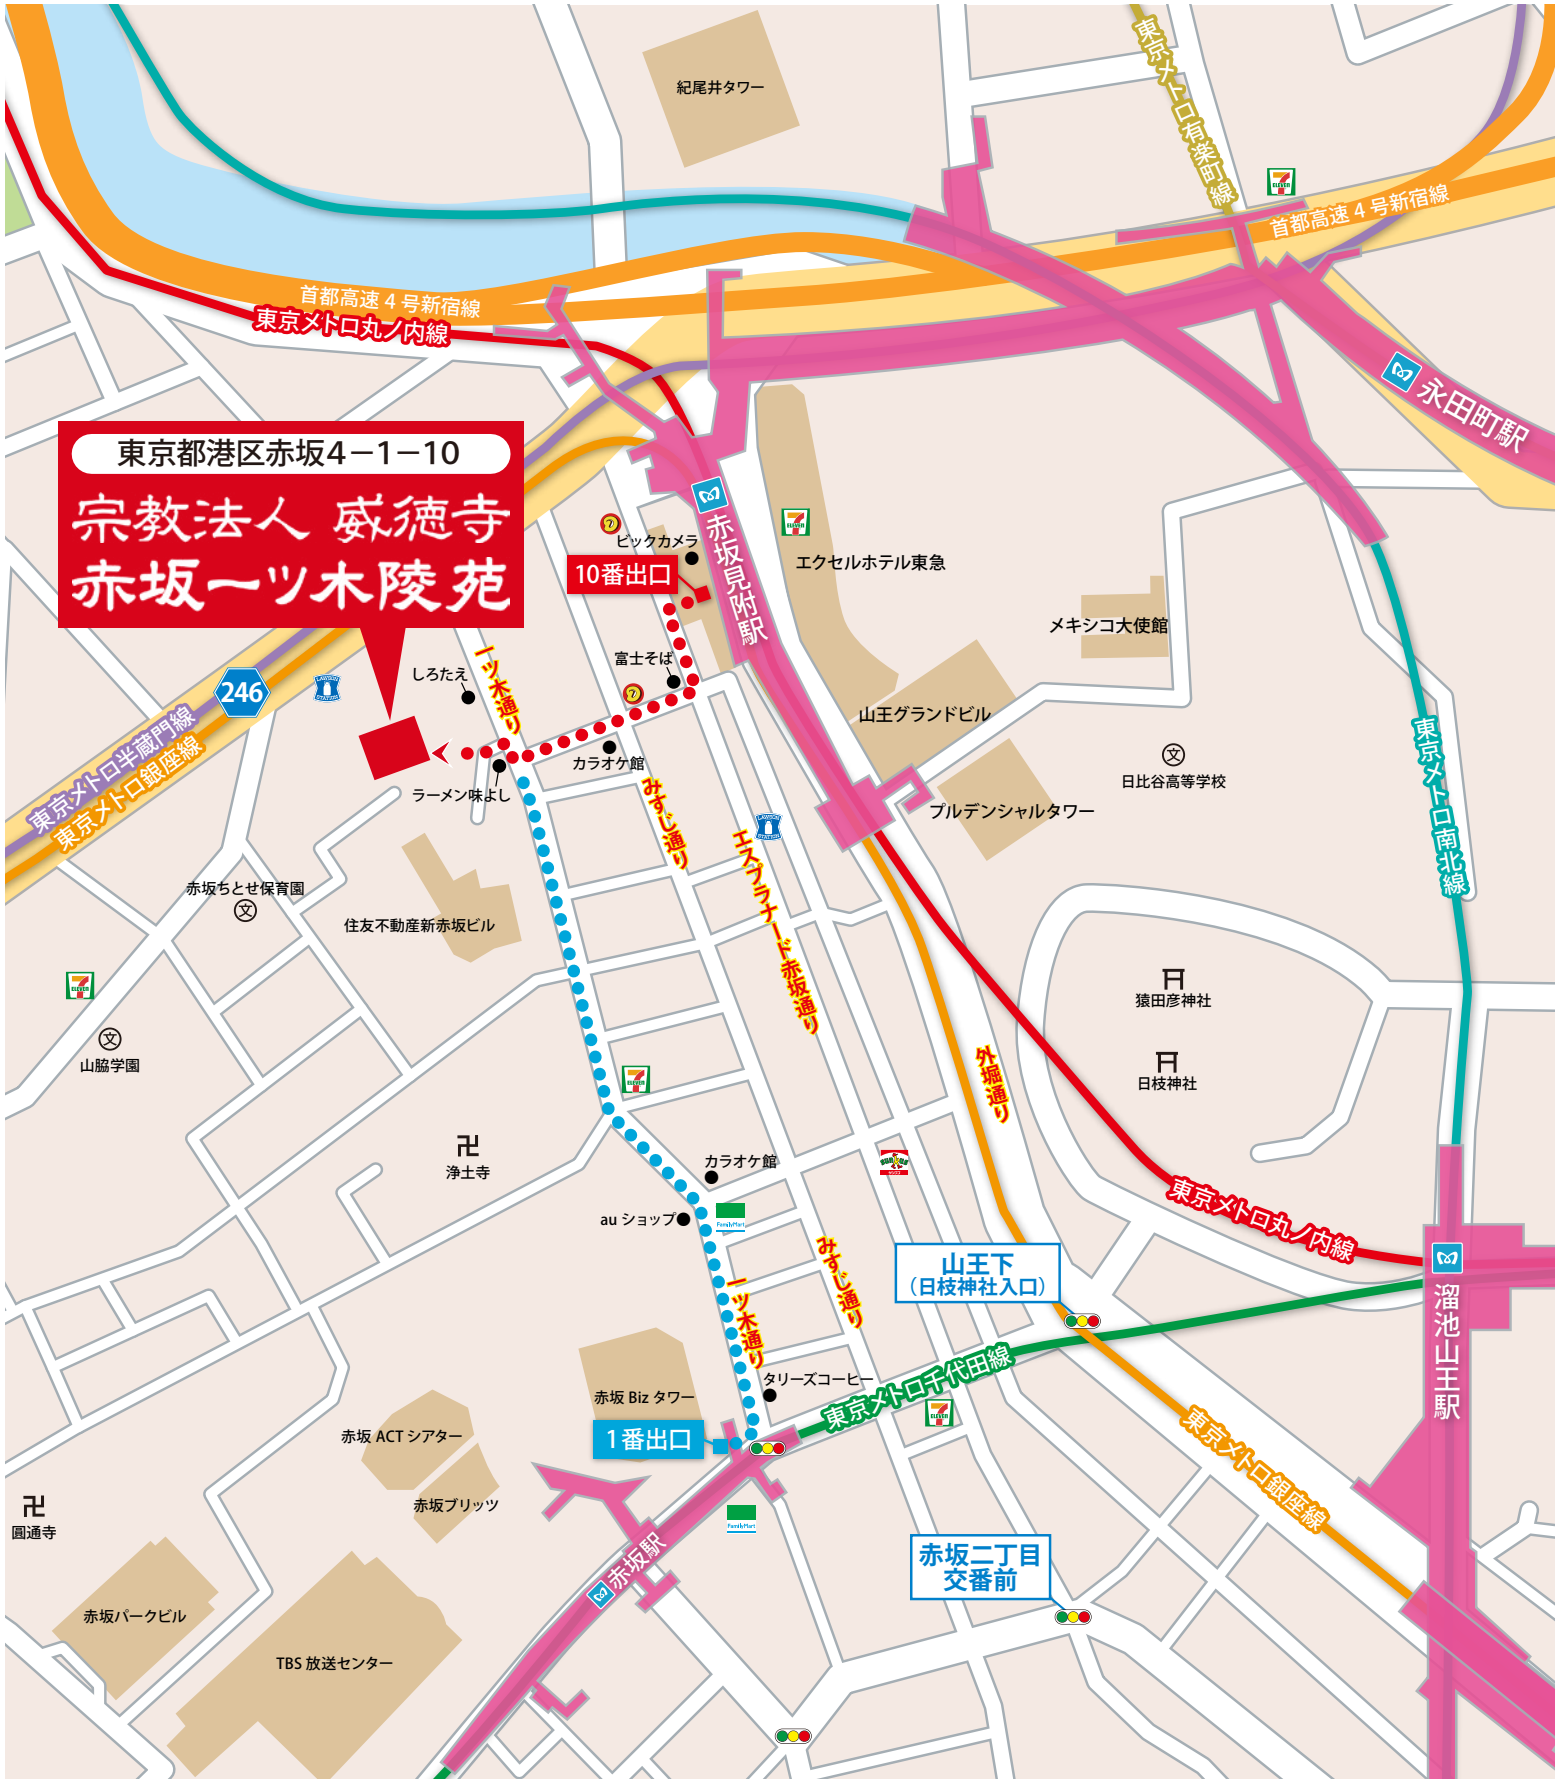 紀尾井タワー
東京メトロ有楽町線
首都高速4号新宿線
首都高速4号新宿線
東京メトロ丸ノ内線
永田町駅
東京都港区赤坂4−1−10
宗教法人 威徳寺
赤坂一ツ木陵苑
赤坂見附駅
ビックカメラ
10番出口
エクセルホテル東急
メキシコ大使館
富士そば
しろたえ
一ツ木通り
246
LAWSON STATION
東京メトロ半蔵門線
東京メトロ銀座線
カラオケ館
ラーメン味よし
みすじ通り
エスプラナード赤坂通り
山王グランドビル
プルデンシャルタワー
文
日比谷高等学校
東京メトロ南北線
赤坂ちとせ保育園
文
住友不動産新赤坂ビル
7 ELEVEN
文
山脇学園
猿田彦神社
日枝神社
外堀通り
卍
浄土寺
カラオケ館
au ショップ
FamilyMart
みすじ通り
一ツ木通り
山王下
(日枝神社入口)
東京メトロ丸ノ内線
溜池山王駅
赤坂 Biz タワー
タリーズコーヒー
東京メトロ千代田線
1番出口
赤坂 ACT シアター
赤坂ブリッツ
卍
圓通寺
FamilyMart
赤坂駅
東京メトロ銀座線
赤坂二丁目
交番前
赤坂パークビル
TBS 放送センター